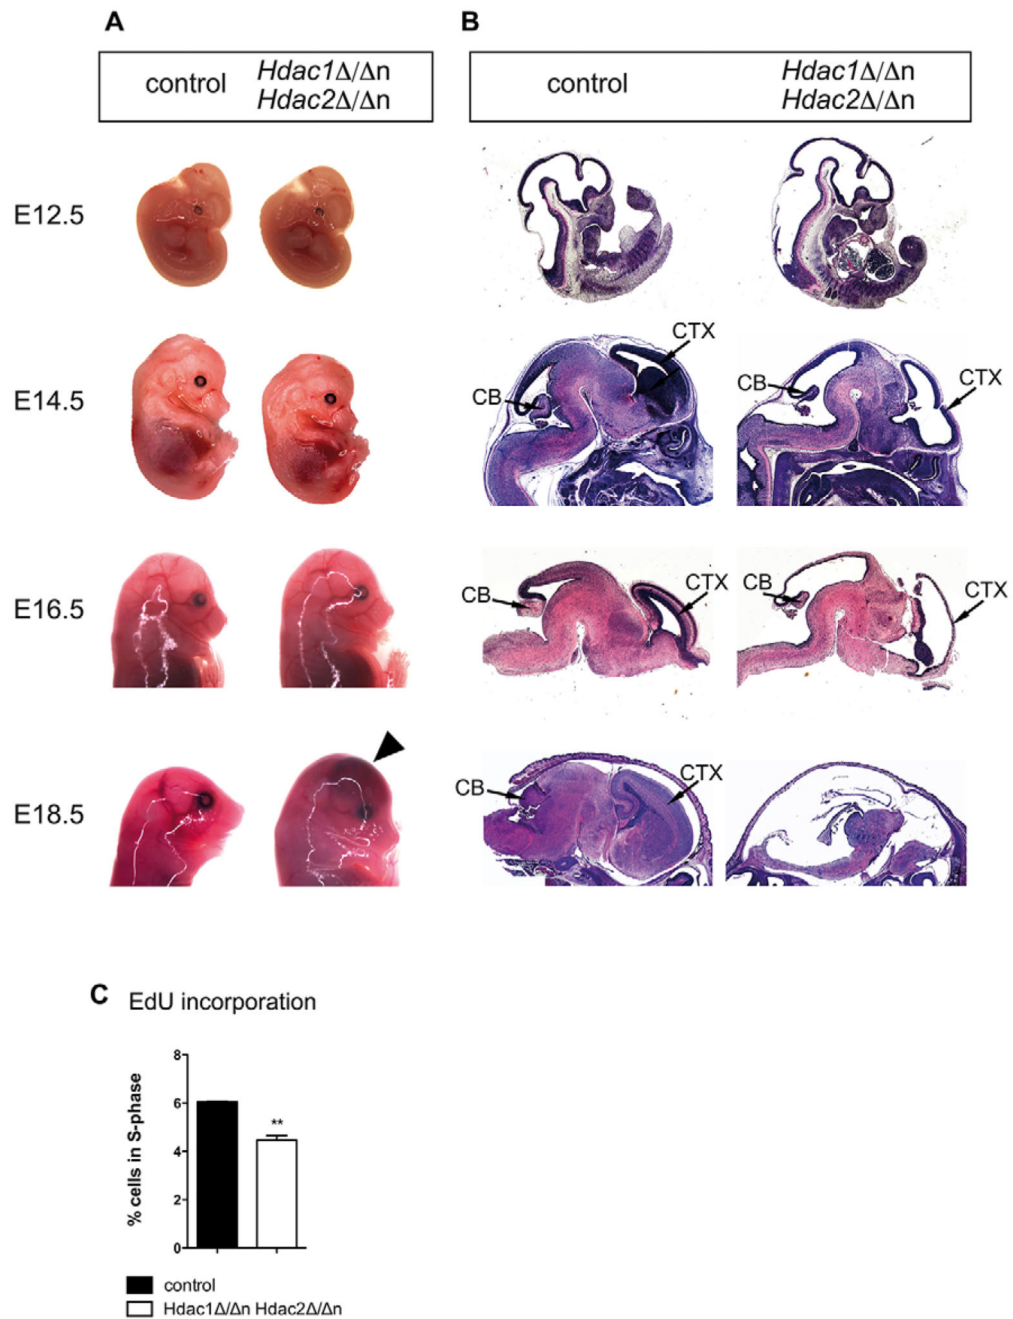 A
B
control
Hdac1Δ/Δn
Hdac2Δ/Δn
control
Hdac1Δ/Δn
Hdac2Δ/Δn
E12.5
E14.5
CTX
CB
CB
CTX
E16.5
CB
CTX
CB
CTX
E18.5
CB
CTX
C EdU incorporation
% cells in S-phase
8
6
4
2
0
**
control
Hdac1Δ/Δn Hdac2Δ/Δn